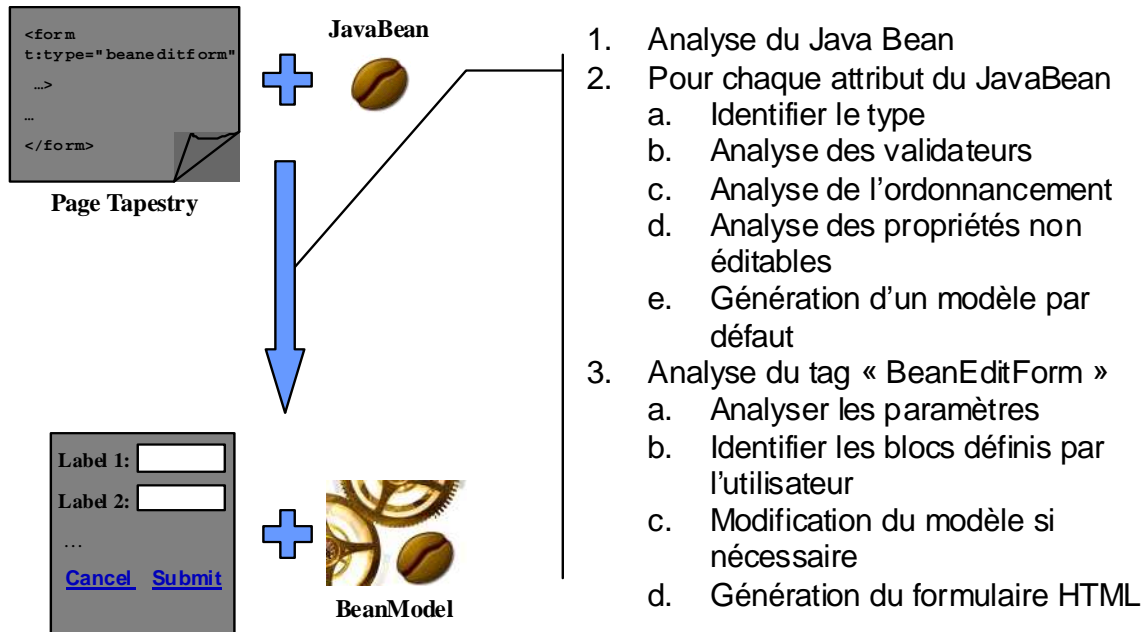 <form
t:type="beaneditform"
…>
…
</form>
Page Tapestry
JavaBean
Label 1:
Label 2:
…
Cancel Submit
BeanModel
1. Analyse du Java Bean
2. Pour chaque attribut du JavaBean
a. Identifier le type
b. Analyse des validateurs
c. Analyse de l’ordonnancement
d. Analyse des propriétés non
éditables
e. Génération d’un modèle par
défaut
3. Analyse du tag « BeanEditForm »
a. Analyser les paramètres
b. Identifier les blocs définis par
l’utilisateur
c. Modification du modèle si
nécessaire
d. Génération du formulaire HTML